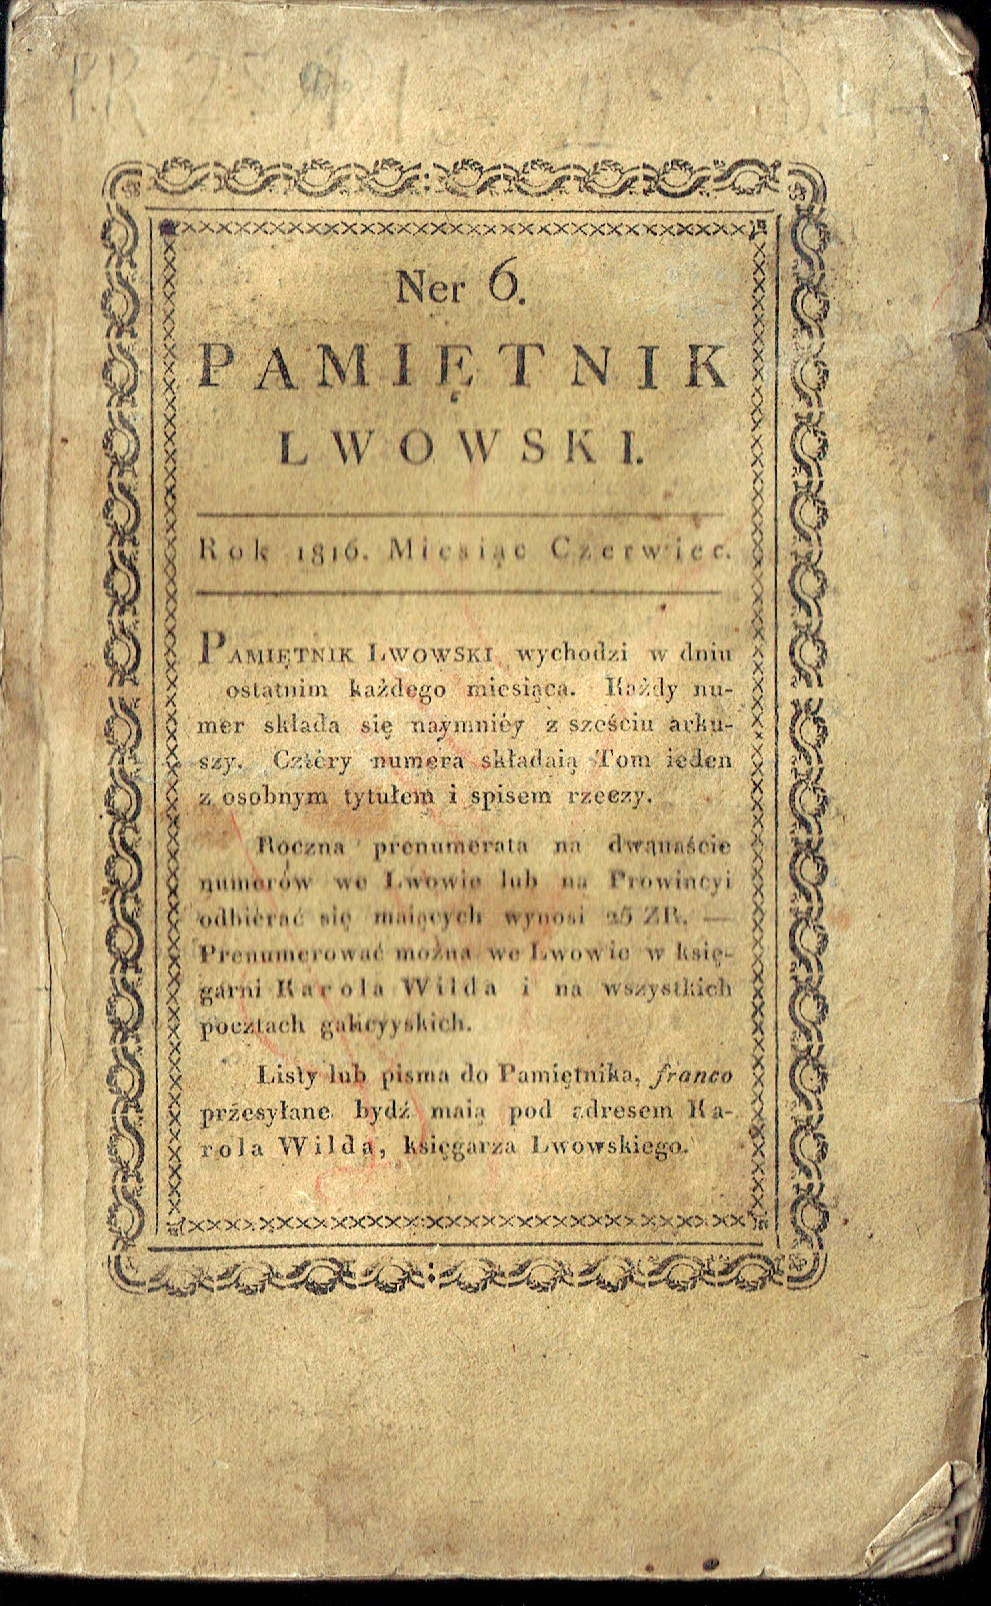 Ner 6.
PAMIĘTNIK
LWOWSKI.
Rok 1816. Miesiąc Czerwiec.
PAMIĘTNIK LWOWSKI wychodzi w dniu
ostatnim każdego miesiąca. Każdy nu-
mer składa się naymniéy z sześciu arku-
szy. Cztéry numera składaią Tom ieden
z osobnym tytułem i spisem rzeczy.
Roczna prenumerata na dwanaście
numerów we Lwowie lub na Prowincyi
odbiérać się maiących wynosi 25 ZR. —
Prenumerować można we Lwowie w księ-
garni Karola Wilda i na wszystkich
pocztach galicyyskich.
Listy lub pisma do Pamiętnika, franco
przesyłane bydź maią pod adresem Ka-
rola Wilda, księgarza Lwowskiego.